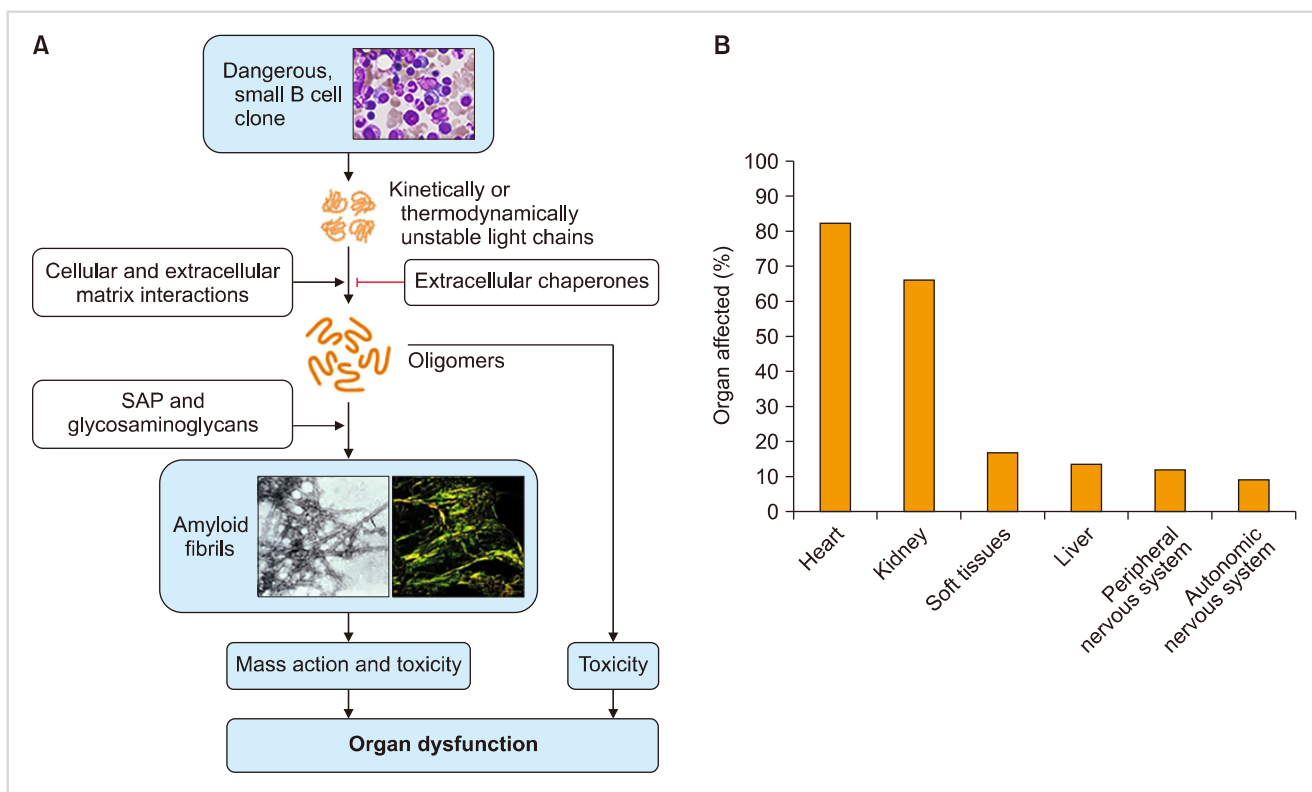 A
Dangerous,
small B cell
clone
Kinetically or
thermodynamically
unstable light chains
Cellular and extracellular
matrix interactions
Extracellular chaperones
Oligomers
SAP and
glycosaminoglycans
Amyloid
fibrils
Mass action and toxicity
Toxicity
Organ dysfunction
B
Organ affected (%)
100
90
80
70
60
50
40
30
20
10
0
Heart
Kidney
Soft tissues
Liver
Peripheral
nervous system
Autonomic
nervous system